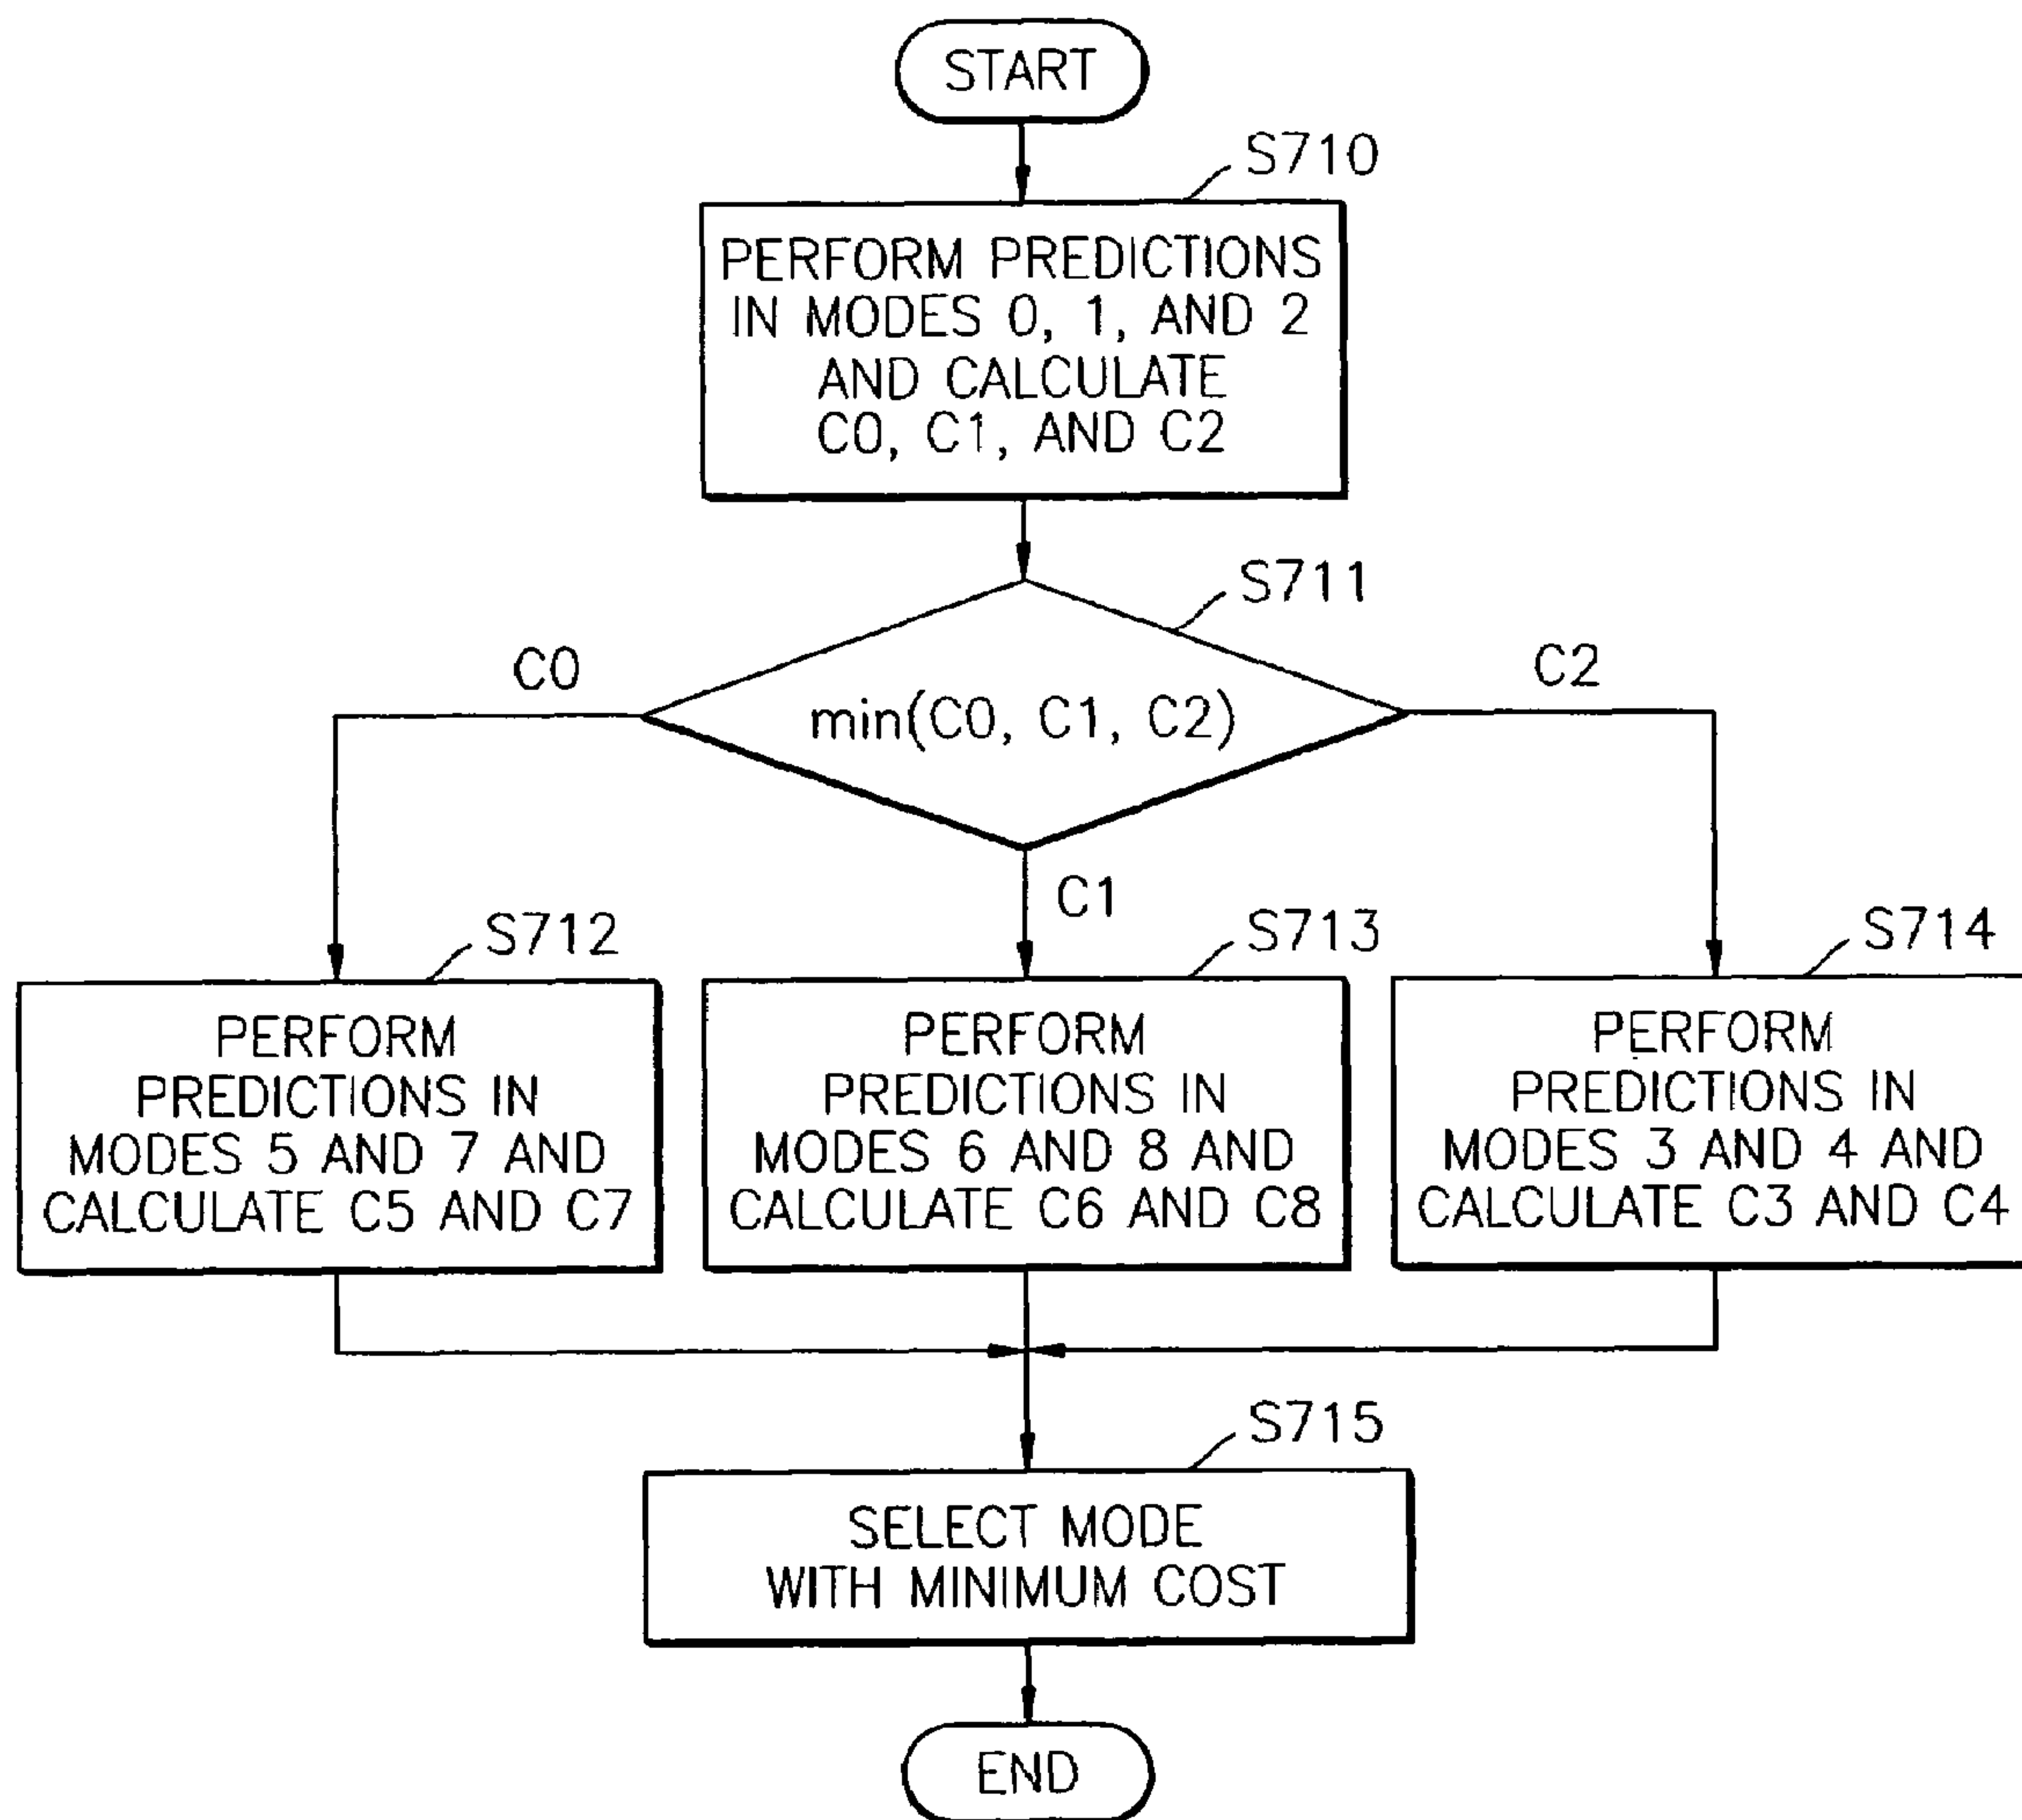 START
S710
PERFORM PREDICTIONS
IN MODES 0, 1, AND 2
AND CALCULATE
C0, C1, AND C2
S711
C0
min(C0, C1, C2)
C2
C1
S712
PERFORM
PREDICTIONS IN
MODES 5 AND 7 AND
CALCULATE C5 AND C7
S713
PERFORM
PREDICTIONS IN
MODES 6 AND 8 AND
CALCULATE C6 AND C8
S714
PERFORM
PREDICTIONS IN
MODES 3 AND 4 AND
CALCULATE C3 AND C4
S715
SELECT MODE
WITH MINIMUM COST
END